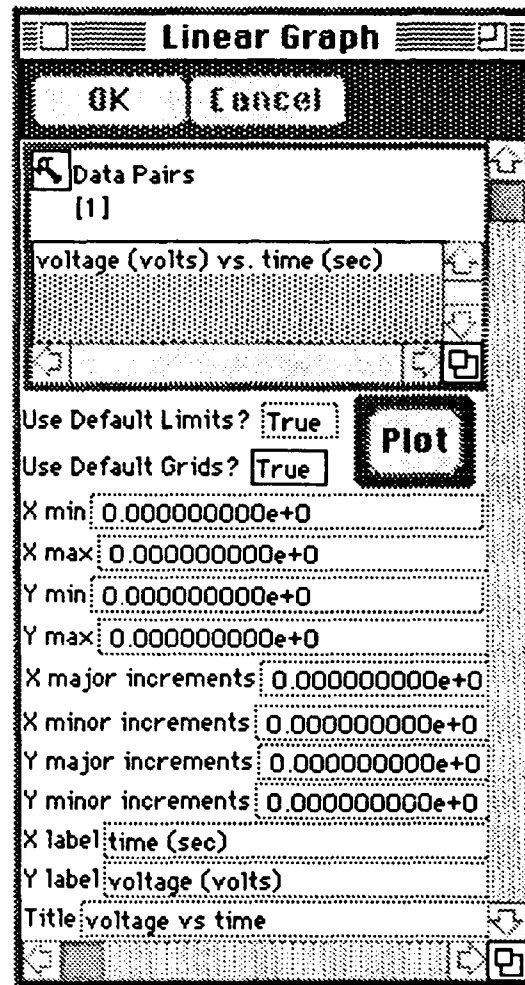 Linear Graph
OK Cancel
Data Pairs
[1]
voltage (volts) vs. time (sec)
Use Default Limits? True
Plot
Use Default Grids? True
X min 0.000000000e+0
X max 0.000000000e+0
Y min 0.000000000e+0
Y max 0.000000000e+0
X major increments 0.000000000e+0
X minor increments 0.000000000e+0
Y major increments 0.000000000e+0
Y minor increments 0.000000000e+0
X label time (sec)
Y label voltage (volts)
Title voltage vs time